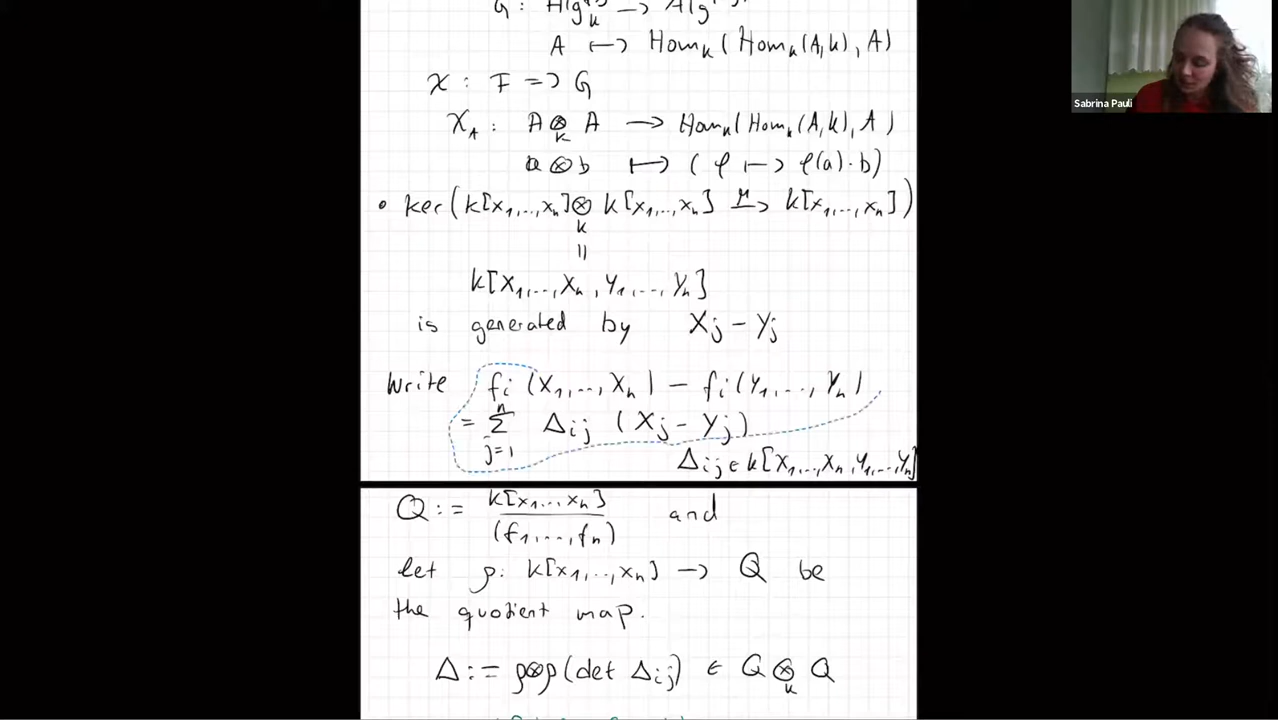 G : Alg_k → Alg
A ↦ Hom_k(Hom_k(A,k), A)
χ : F => G
χ_A : A ⊗_k A → Hom_k(Hom_k(A,k), A)
a ⊗ b ↦ (φ ↦ φ(a)·b)
• ker(k[x_1,...,x_n] ⊗_k k[x_1,...,x_n] →^μ k[x_1,...,x_n])
||
k[X_1,...,X_n, Y_1,...,Y_n]
is generated by X_j − Y_j
Write f_i(X_1,...,X_n) − f_i(Y_1,...,Y_n)
= Σ_{j=1}^n Δ_ij (X_j − Y_j)
Δ_ij ∈ k[X_1,...,X_n, Y_1,...,Y_n]
Q := k[x_1...x_n] / (f_1,...,f_n) and
let ρ: k[x_1,...,x_n] → Q be
the quotient map.
Δ := ρ⊗ρ(det Δ_ij) ∈ Q ⊗_k Q
Sabrina Pauli